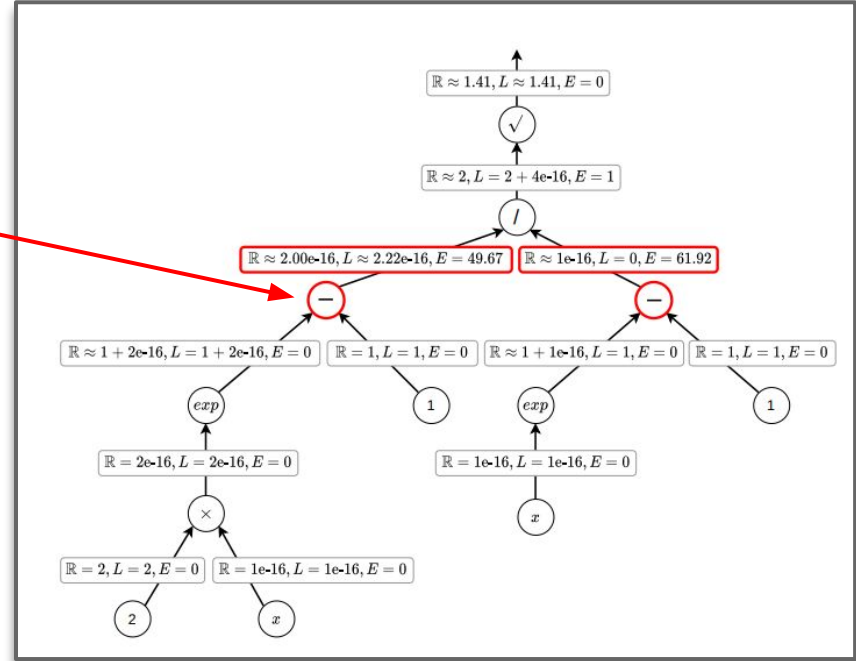 ℝ ≈ 1.41, L ≈ 1.41, E = 0
√
ℝ ≈ 2, L = 2 + 4e-16, E = 1
/
ℝ ≈ 2.00e-16, L ≈ 2.22e-16, E = 49.67
ℝ ≈ 1e-16, L = 0, E = 61.92
−
−
ℝ ≈ 1 + 2e-16, L = 1 + 2e-16, E = 0
ℝ = 1, L = 1, E = 0
ℝ ≈ 1 + 1e-16, L = 1, E = 0
ℝ = 1, L = 1, E = 0
exp
1
exp
1
ℝ = 2e-16, L = 2e-16, E = 0
ℝ = 1e-16, L = 1e-16, E = 0
×
x
ℝ = 2, L = 2, E = 0
ℝ = 1e-16, L = 1e-16, E = 0
2
x